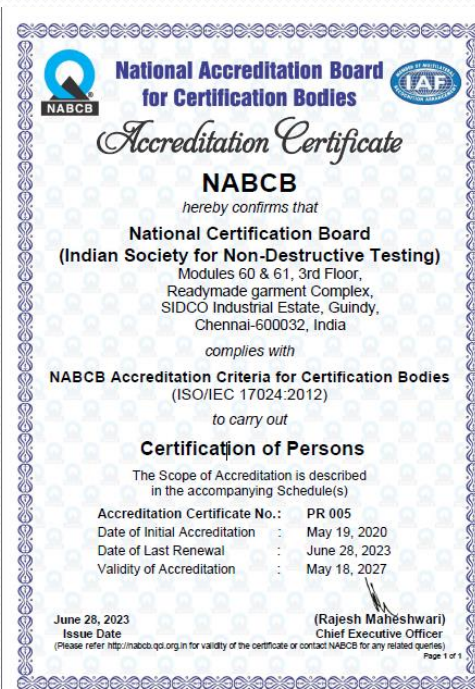 National Accreditation Board
for Certification Bodies
NABCB
MEMBER OF MULTILATERAL
IAF
RECOGNITION ARRANGEMENT
Accreditation Certificate
NABCB
hereby confirms that
National Certification Board
(Indian Society for Non-Destructive Testing)
Modules 60 & 61, 3rd Floor,
Readymade garment Complex,
SIDCO Industrial Estate, Guindy,
Chennai-600032, India
complies with
NABCB Accreditation Criteria for Certification Bodies
(ISO/IEC 17024:2012)
to carry out
Certification of Persons
The Scope of Accreditation is described
in the accompanying Schedule(s)
Accreditation Certificate No.: PR 005
Date of Initial Accreditation : May 19, 2020
Date of Last Renewal : June 28, 2023
Validity of Accreditation : May 18, 2027
June 28, 2023 (Rajesh Maheshwari)
Issue Date Chief Executive Officer
(Please refer http://nabcb.qci.org.in for validity of the certificate or contact NABCB for any related queries)
Page 1 of 1